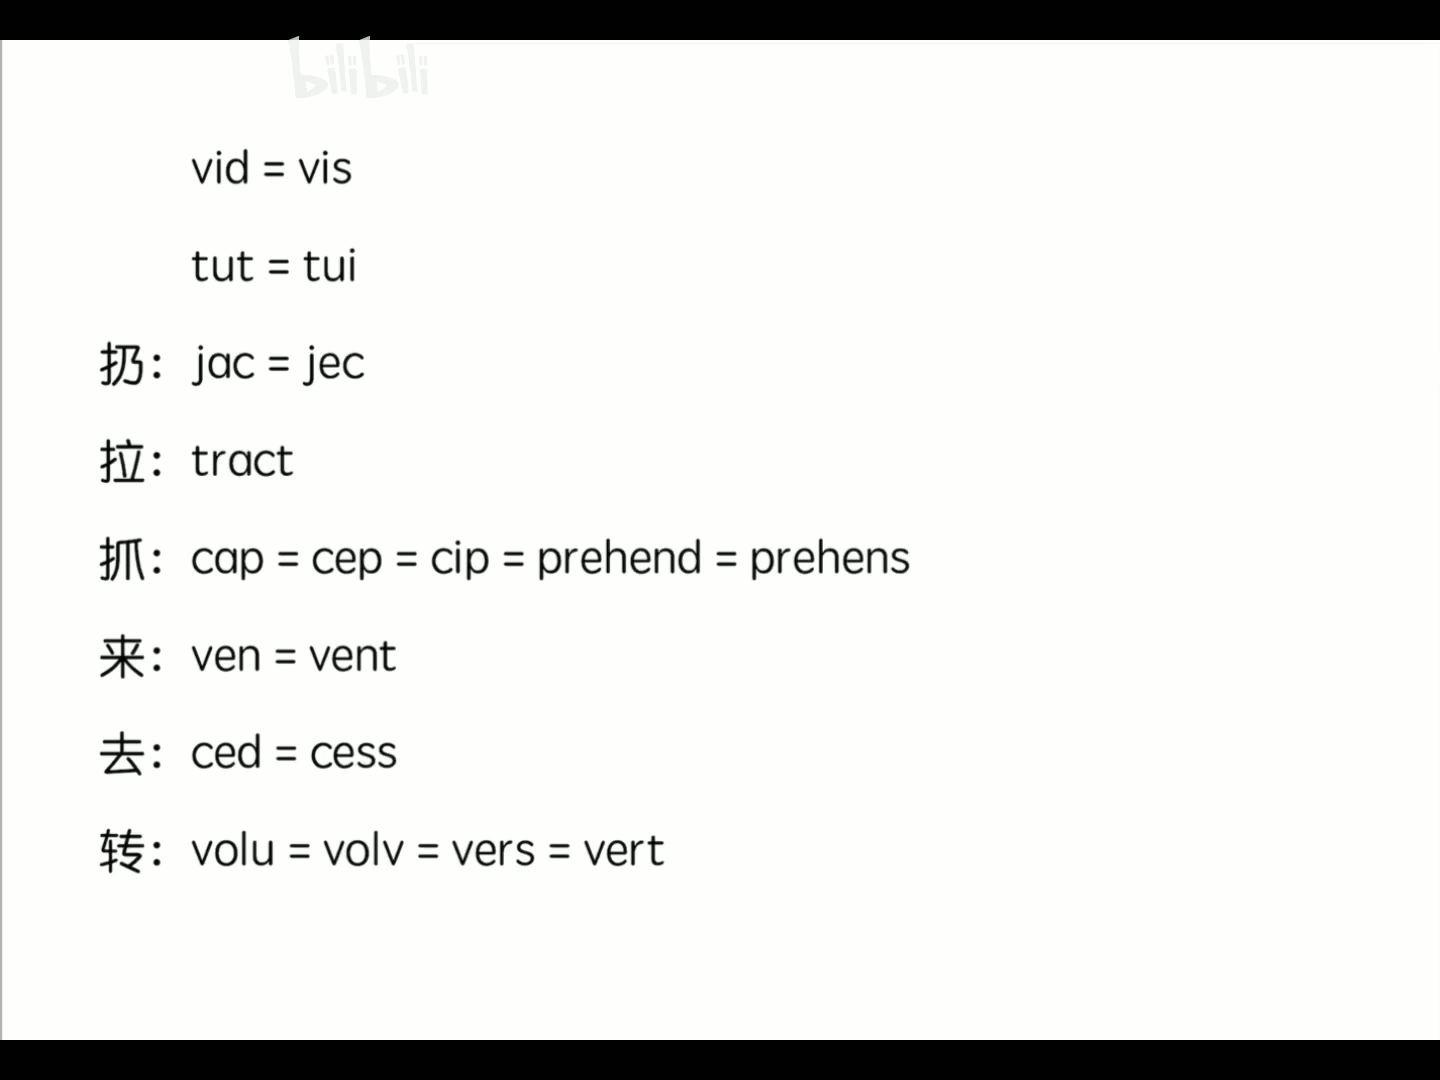 bilibili
vid = vis
tut = tui
扔：jac = jec
拉：tract
抓：cap = cep = cip = prehend = prehens
来：ven = vent
去：ced = cess
转：volu = volv = vers = vert